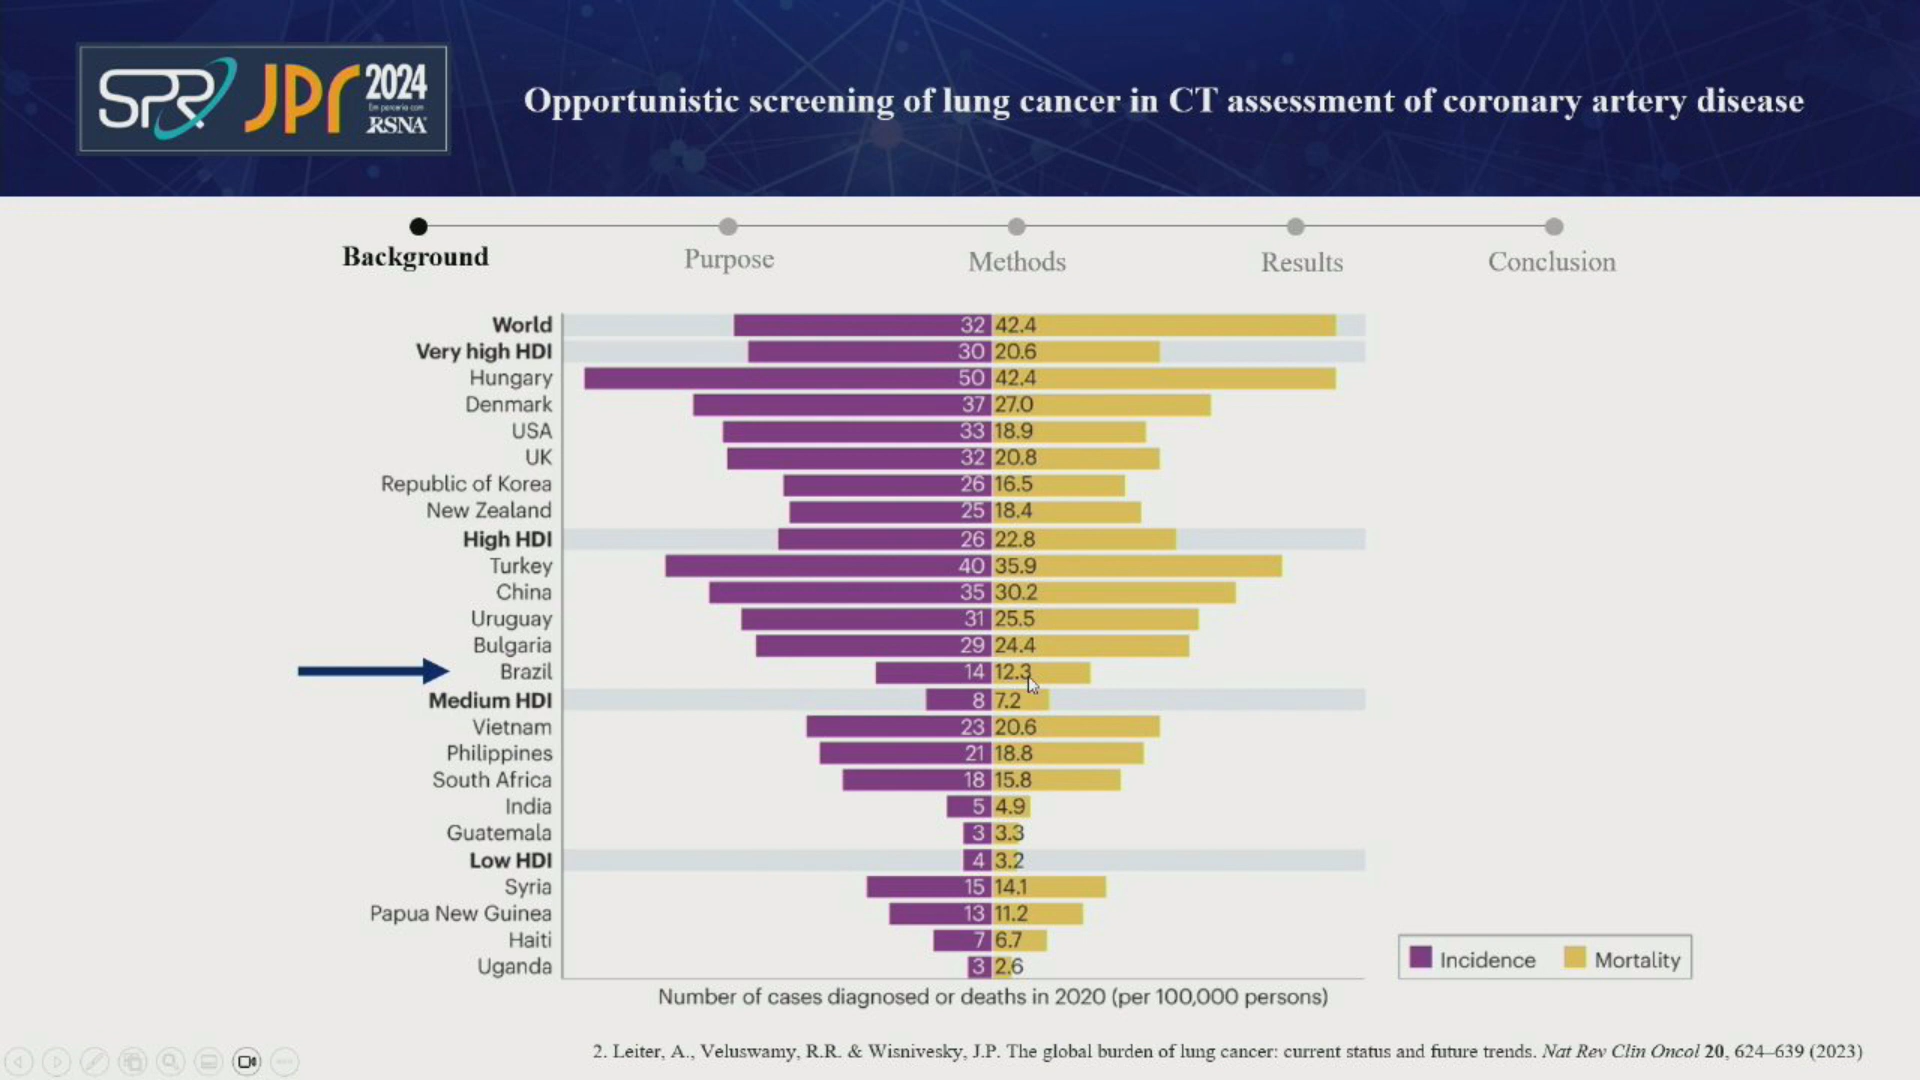 SPR JPR 2024
Em parceria com
RSNA
Opportunistic screening of lung cancer in CT assessment of coronary artery disease
Background Purpose Methods Results Conclusion
World 32 42.4
Very high HDI 30 20.6
Hungary 50 42.4
Denmark 37 27.0
USA 33 18.9
UK 32 20.8
Republic of Korea 26 16.5
New Zealand 25 18.4
High HDI 26 22.8
Turkey 40 35.9
China 35 30.2
Uruguay 31 25.5
Bulgaria 29 24.4
Brazil 14 12.3
Medium HDI 8 7.2
Vietnam 23 20.6
Philippines 21 18.8
South Africa 18 15.8
India 5 4.9
Guatemala 3 3.3
Low HDI 4 3.2
Syria 15 14.1
Papua New Guinea 13 11.2
Haiti 7 6.7
Uganda 3 2.6
Incidence Mortality
Number of cases diagnosed or deaths in 2020 (per 100,000 persons)
2. Leiter, A., Veluswamy, R.R. & Wisnivesky, J.P. The global burden of lung cancer: current status and future trends. Nat Rev Clin Oncol 20, 624–639 (2023)